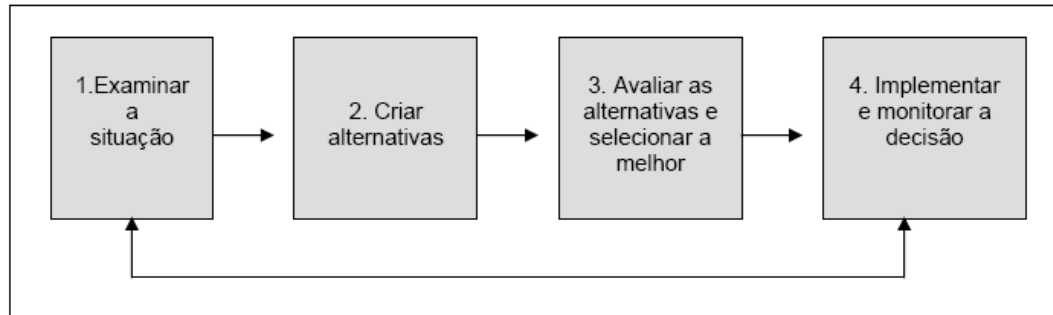 1.Examinar
a
situação
2. Criar
alternativas
3. Avaliar as
alternativas e
selecionar a
melhor
4. Implementar
e monitorar a
decisão